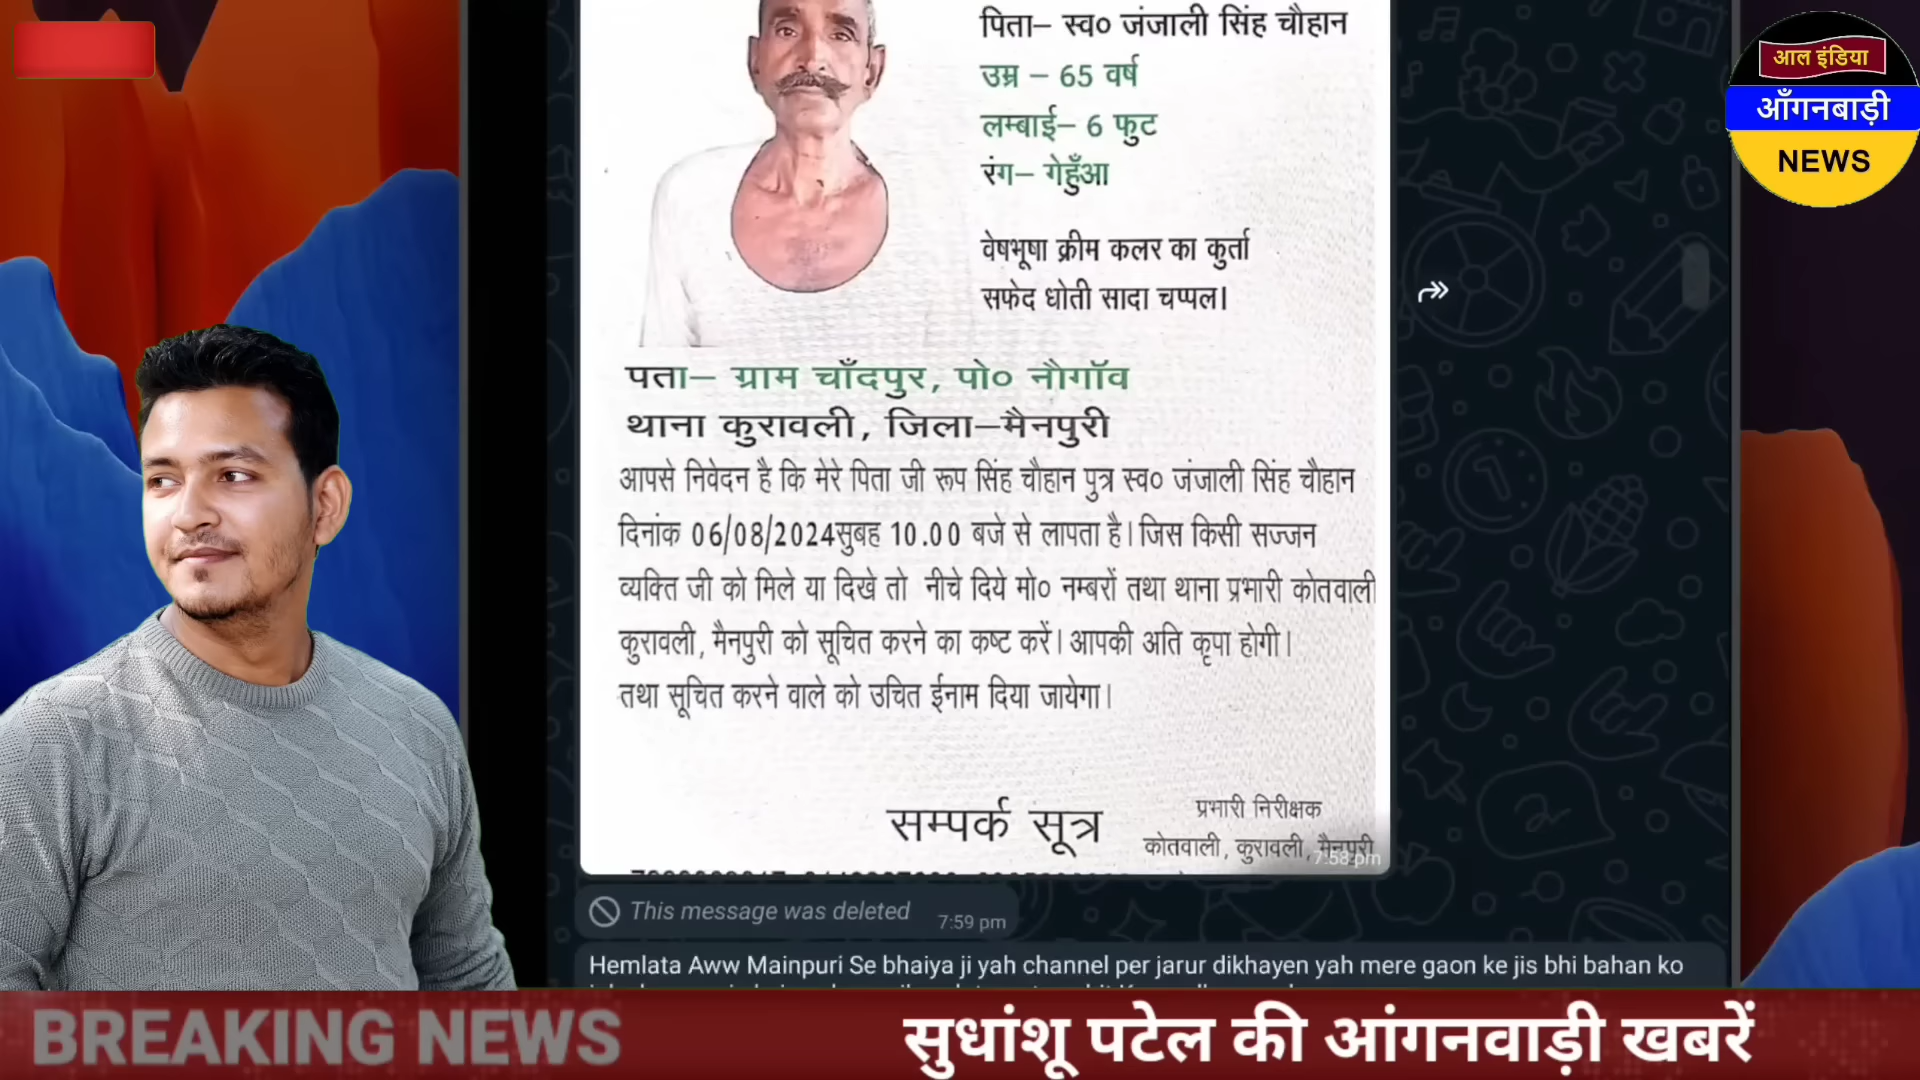 पिता– स्व० जंजाली सिंह चौहान
उम्र – 65 वर्ष
लम्बाई– 6 फुट
रंग– गेहुँआ
वेषभूषा क्रीम कलर का कुर्ता
सफेद धोती सादा चप्पल।
पता– ग्राम चाँदपुर, पो० नौगॉव
थाना कुरावली, जिला–मैनपुरी
आपसे निवेदन है कि मेरे पिता जी रूप सिंह चौहान पुत्र स्व० जंजाली सिंह चौहान
दिनांक 06/08/2024सुबह 10.00 बजे से लापता है। जिस किसी सज्जन
व्यक्ति जी को मिले या दिखे तो नीचे दिये मो० नम्बरों तथा थाना प्रभारी कोतवाली
कुरावली, मैनपुरी को सूचित करने का कष्ट करें। आपकी अति कृपा होगी।
तथा सूचित करने वाले को उचित ईनाम दिया जायेगा।
सम्पर्क सूत्र
प्रभारी निरीक्षक
कोतवाली, कुरावली, मैनपुरी
7:58 pm
This message was deleted
7:59 pm
Hemlata Aww Mainpuri Se bhaiya ji yah channel per jarur dikhayen yah mere gaon ke jis bhi bahan ko
आल इंडिया
आँगनबाड़ी
NEWS
BREAKING NEWS
सुधांशू पटेल की आंगनवाड़ी खबरें